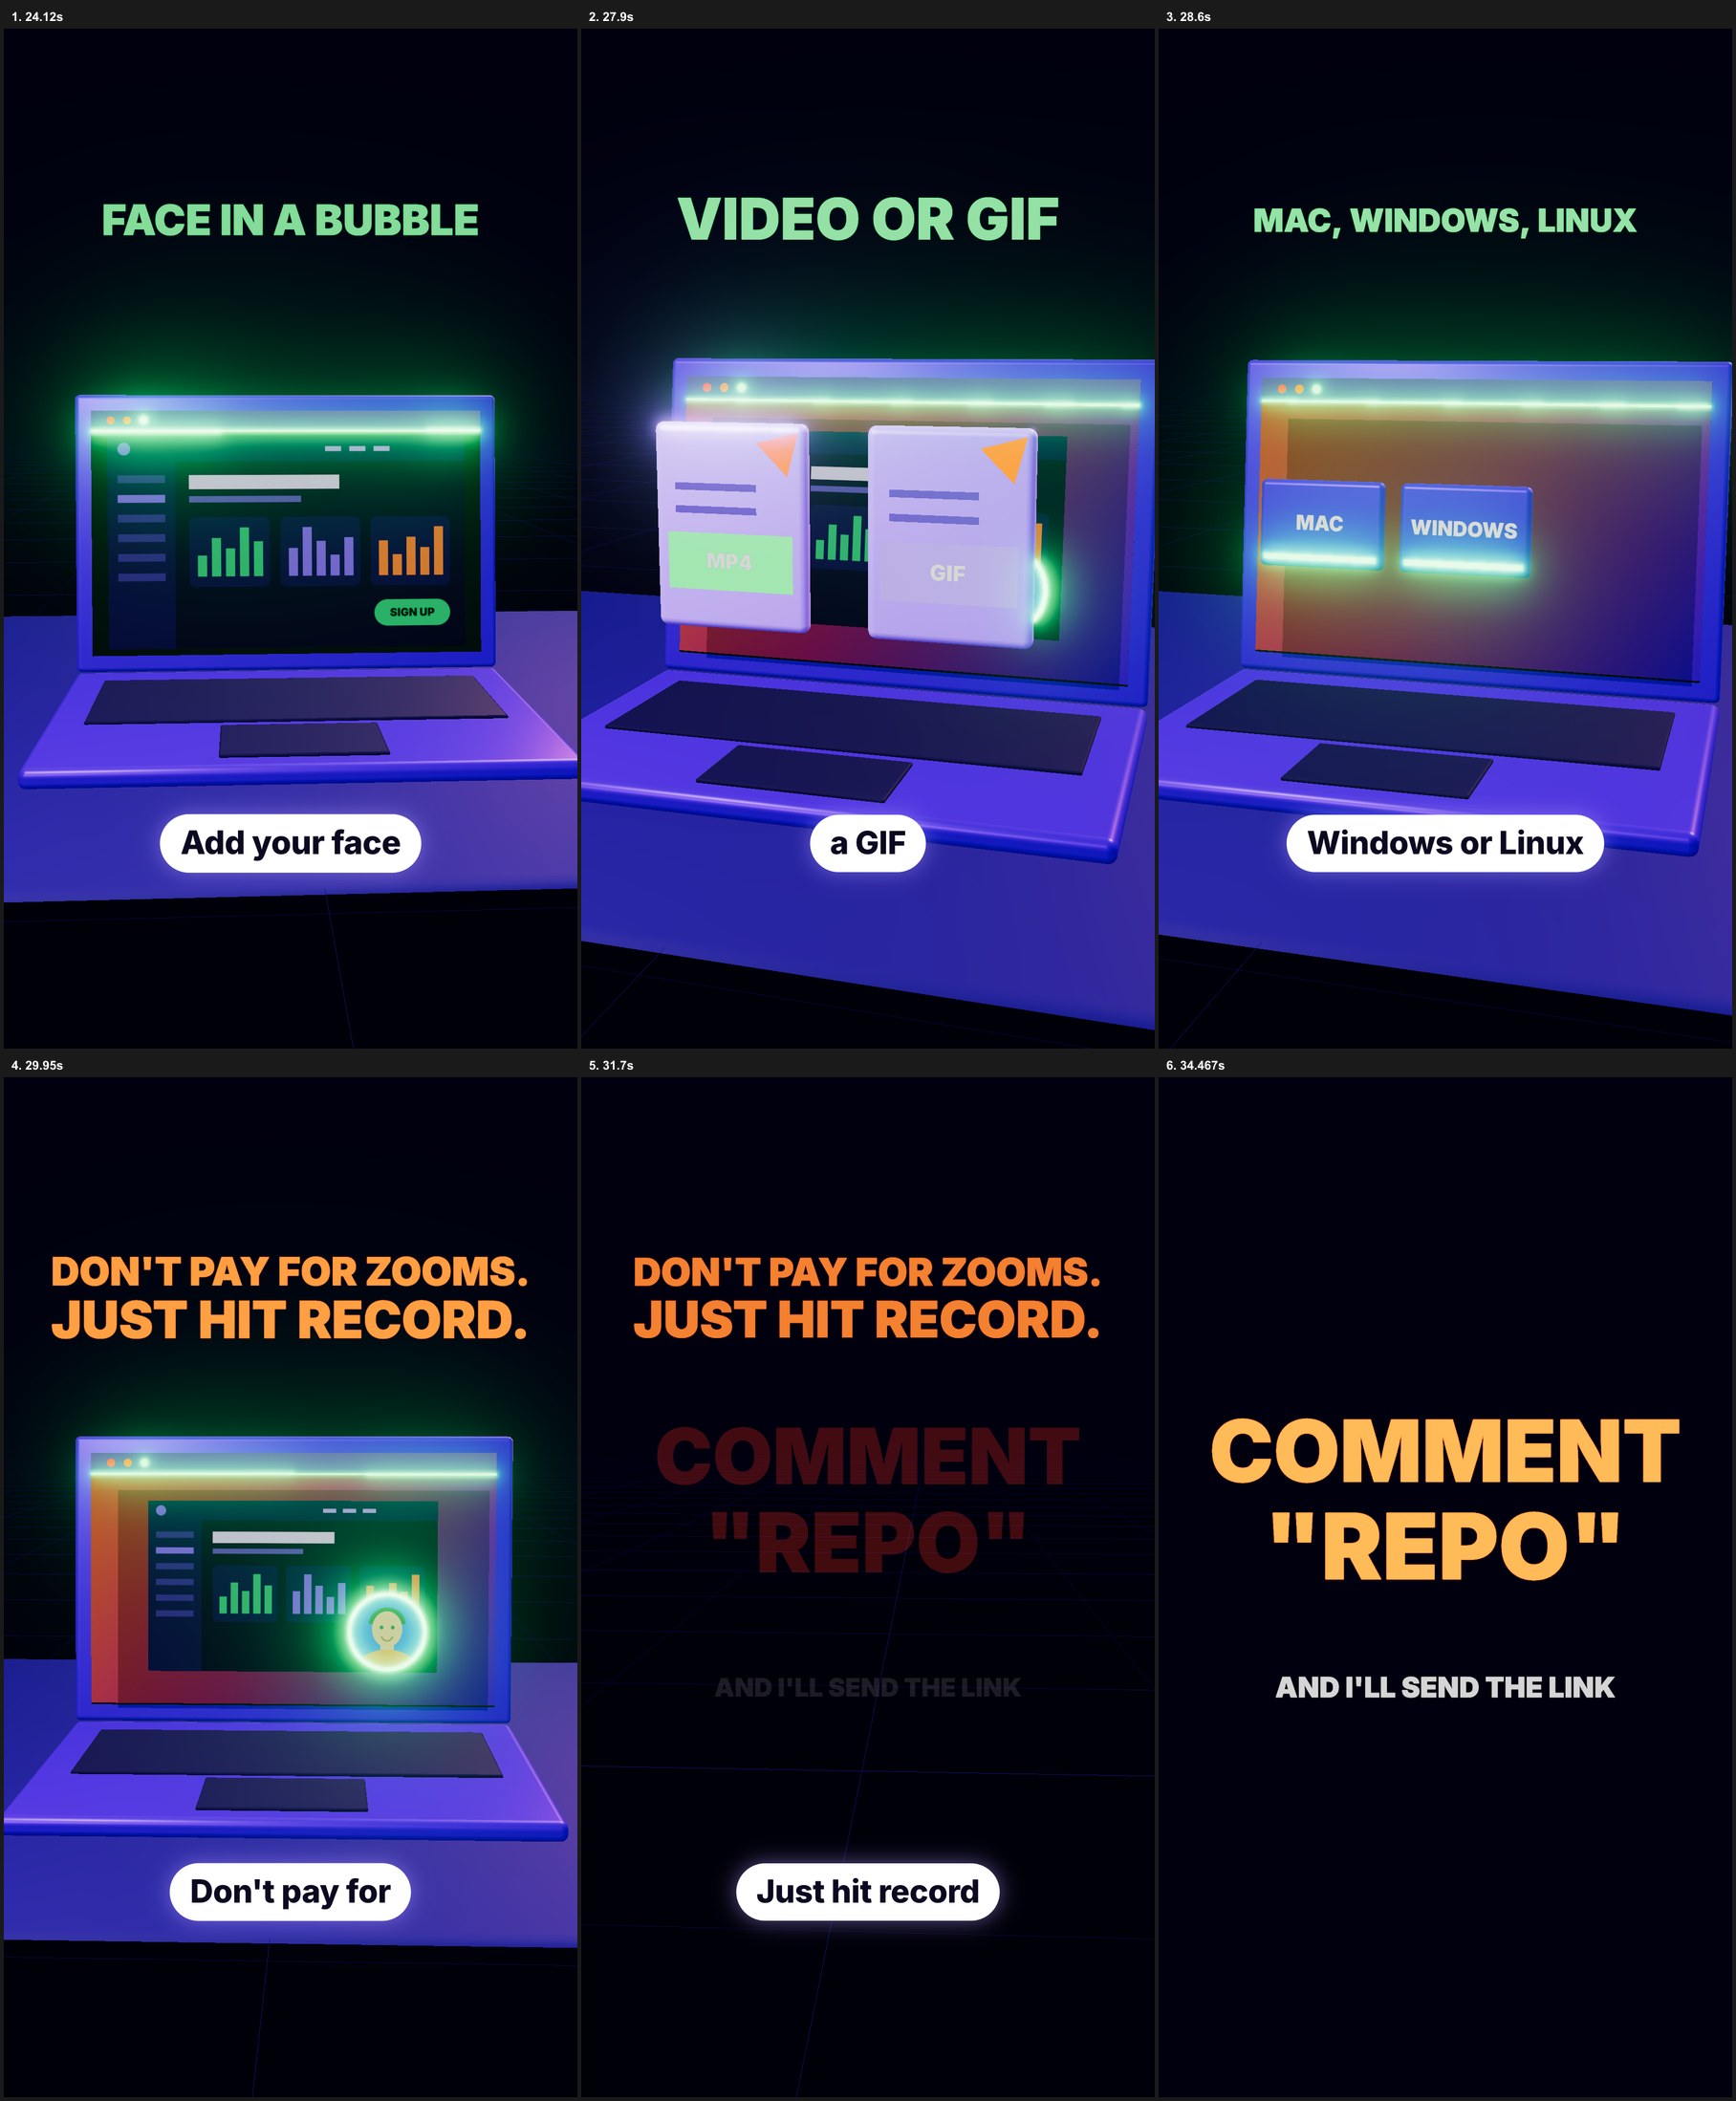 1. 24.12s
FACE IN A BUBBLE
SIGN UP
Add your face
2. 27.9s
VIDEO OR GIF
MP4
GIF
a GIF
3. 28.6s
MAC, WINDOWS, LINUX
MAC
WINDOWS
Windows or Linux
4. 29.95s
DON'T PAY FOR ZOOMS.
JUST HIT RECORD.
Don't pay for
5. 31.7s
DON'T PAY FOR ZOOMS.
JUST HIT RECORD.
COMMENT
"REPO"
AND I'LL SEND THE LINK
Just hit record
6. 34.467s
COMMENT
"REPO"
AND I'LL SEND THE LINK